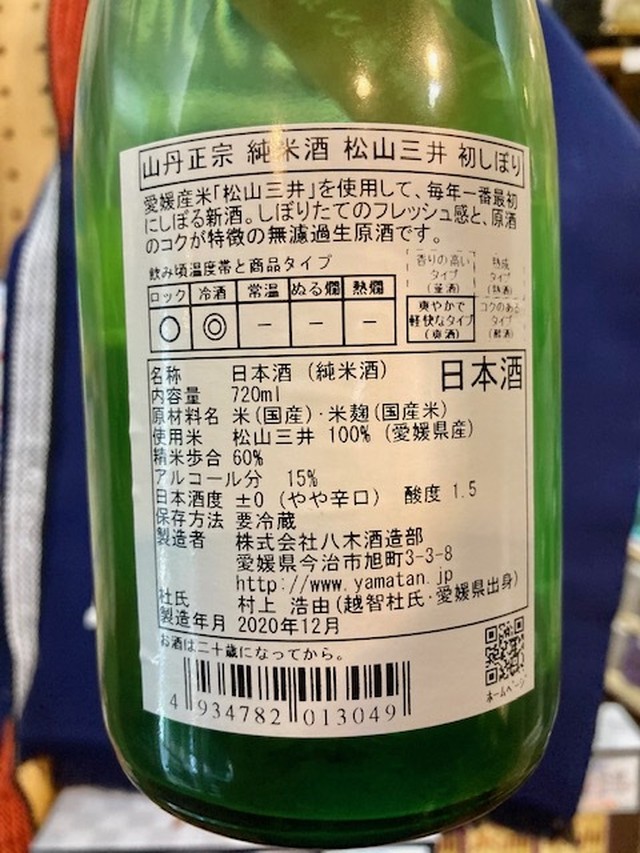 山丹正宗 純米酒 松山三井 初しぼり
愛媛産米「松山三井」を使用して、毎年一番最初
にしぼる新酒。しぼりたてのフレッシュ感と、原酒
のコクが特徴の無濾過生原酒です。
飲み頃温度帯と商品タイプ
ロック 冷酒 常温 ぬる燗 熱燗
○ ◎ － － －
香りの高い
タイプ
(薫酒)
熟成
タイプ
(熟酒)
爽やかで
軽快なタイプ
(爽酒)
コクのある
タイプ
(醇酒)
日本酒
名称 日本酒 (純米酒)
内容量 720ml
原材料名 米(国産)・米麹(国産米)
使用米 松山三井 100% (愛媛県産)
精米歩合 60%
アルコール分 15%
日本酒度 ±0 (やや辛口) 酸度 1.5
保存方法 要冷蔵
製造者 株式会社八木酒造部
愛媛県今治市旭町3-3-8
http://www.yamatan.jp
杜氏 村上 浩由(越智杜氏・愛媛県出身)
製造年月 2020年12月
お酒は二十歳になってから。
4 934782 013049
ホームページ